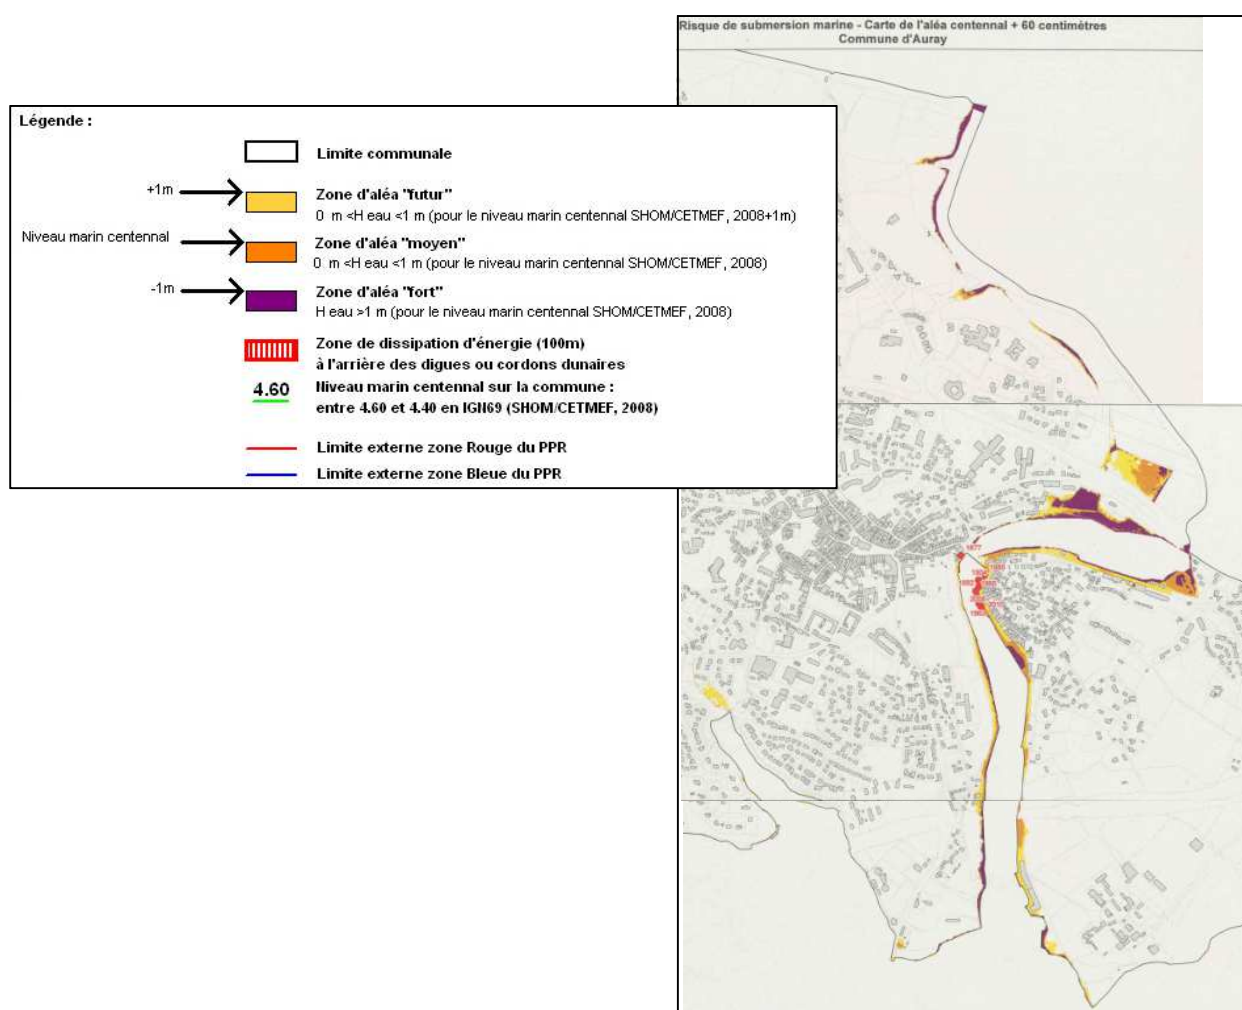 Risque de submersion marine - Carte de l'aléa centennal + 60 centimètres
Commune d'Auray
Légende :
Limite communale
+1m
Zone d'aléa "futur"
0 m <H eau <1 m (pour le niveau marin centennal SHOM/CETMEF, 2008+1m)
Niveau marin centennal
Zone d'aléa "moyen"
0 m <H eau <1 m (pour le niveau marin centennal SHOM/CETMEF, 2008)
-1m
Zone d'aléa "fort"
H eau >1 m (pour le niveau marin centennal SHOM/CETMEF, 2008)
Zone de dissipation d'énergie (100m)
à l'arrière des digues ou cordons dunaires
4.60
Niveau marin centennal sur la commune :
entre 4.60 et 4.40 en IGN69 (SHOM/CETMEF, 2008)
Limite externe zone Rouge du PPR
Limite externe zone Bleue du PPR
1877